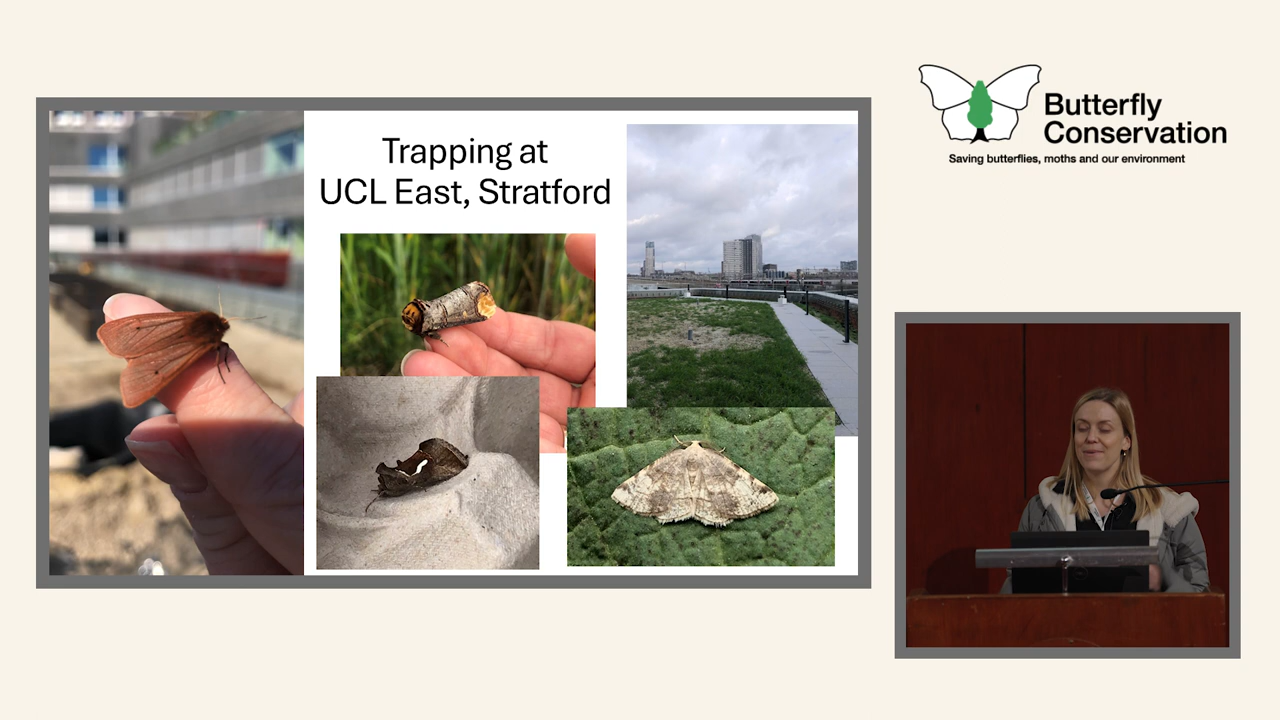 Trapping at
UCL East, Stratford
Butterfly
Conservation
Saving butterflies, moths and our environment